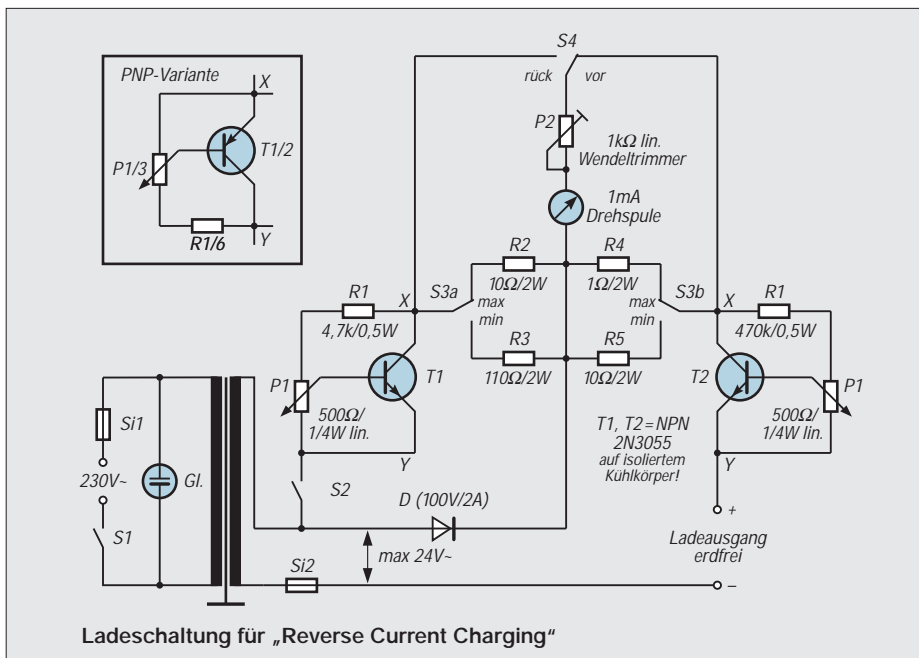 PNP-Variante
X
T1/2
P1/3
R1/6
Y
S4
rück
vor
P2
1kΩ lin.
Wendeltrimmer
1mA
Drehspule
R2
10Ω/2W
R4
1Ω/2W
R1
4,7k/0,5W
X
S3a
max
min
max
min
S3b
X
R1
470k/0,5W
R3
110Ω/2W
R5
10Ω/2W
T1
T2
P1
500Ω/
1/4W lin.
P1
500Ω/
1/4W lin.
T1, T2=NPN
2N3055
auf isoliertem
Kühlkörper!
Y
Y
Si1
230V~
Gl.
S1
S2
D (100V/2A)
max 24V~
Si2
+
Ladeausgang
erdfrei
–
Ladeschaltung für „Reverse Current Charging“